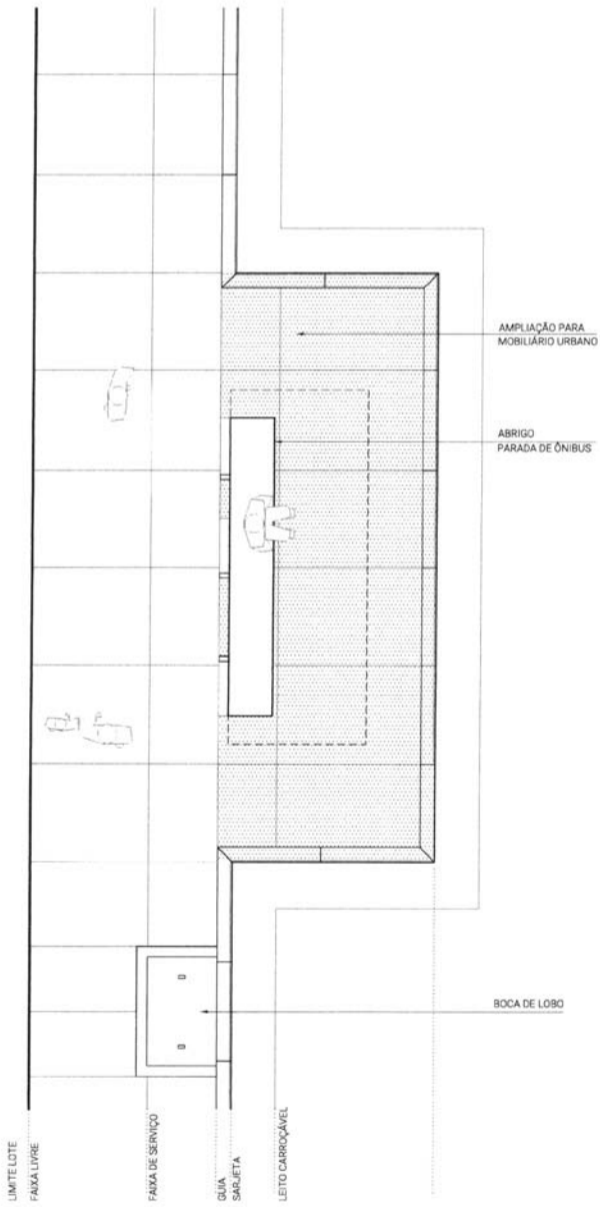 AMPLIAÇÃO PARA
MOBILIÁRIO URBANO
ABRIGO
PARADA DE ÔNIBUS
BOCA DE LOBO
LIMITE LOTE
FAIXA LIVRE
FAIXA DE SERVIÇO
GUIA
SARJETA
LEITO CARROÇÁVEL